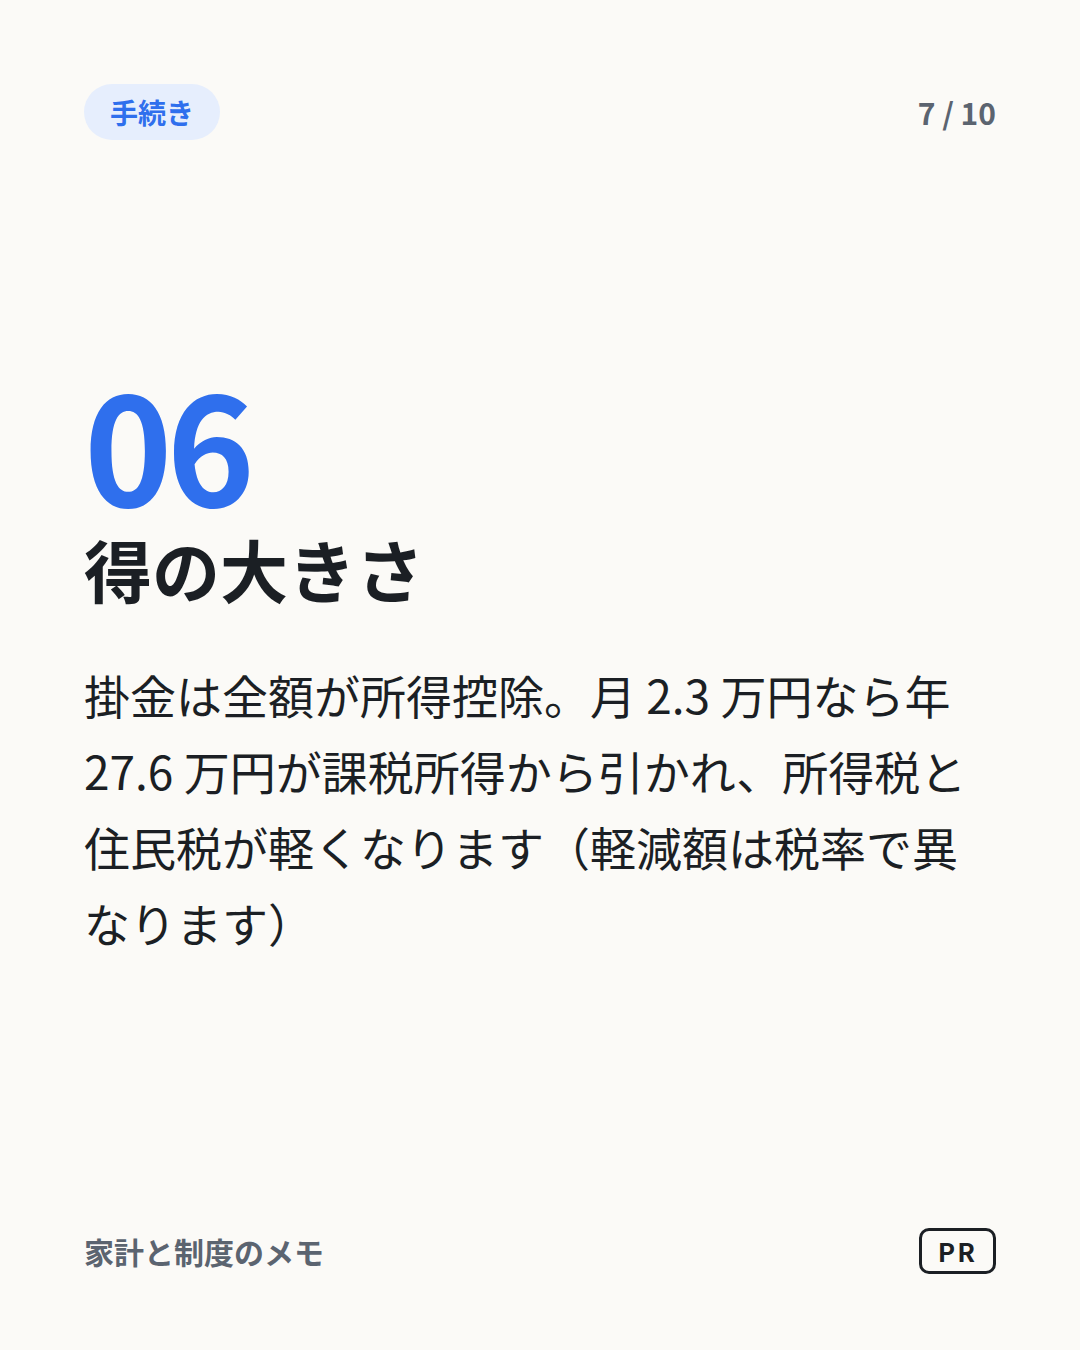 手続き
7 / 10
06
得の大きさ
掛金は全額が所得控除。月 2.3 万円なら年
27.6 万円が課税所得から引かれ、所得税と
住民税が軽くなります（軽減額は税率で異
なります）
家計と制度のメモ
PR